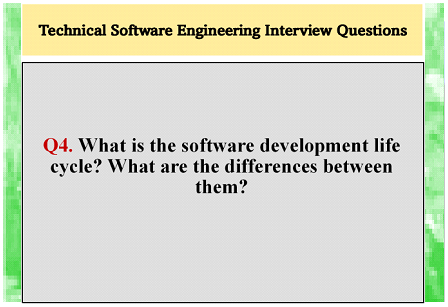 Technical Software Engineering Interview Questions
Q4. What is the software development life
cycle? What are the differences between
them?